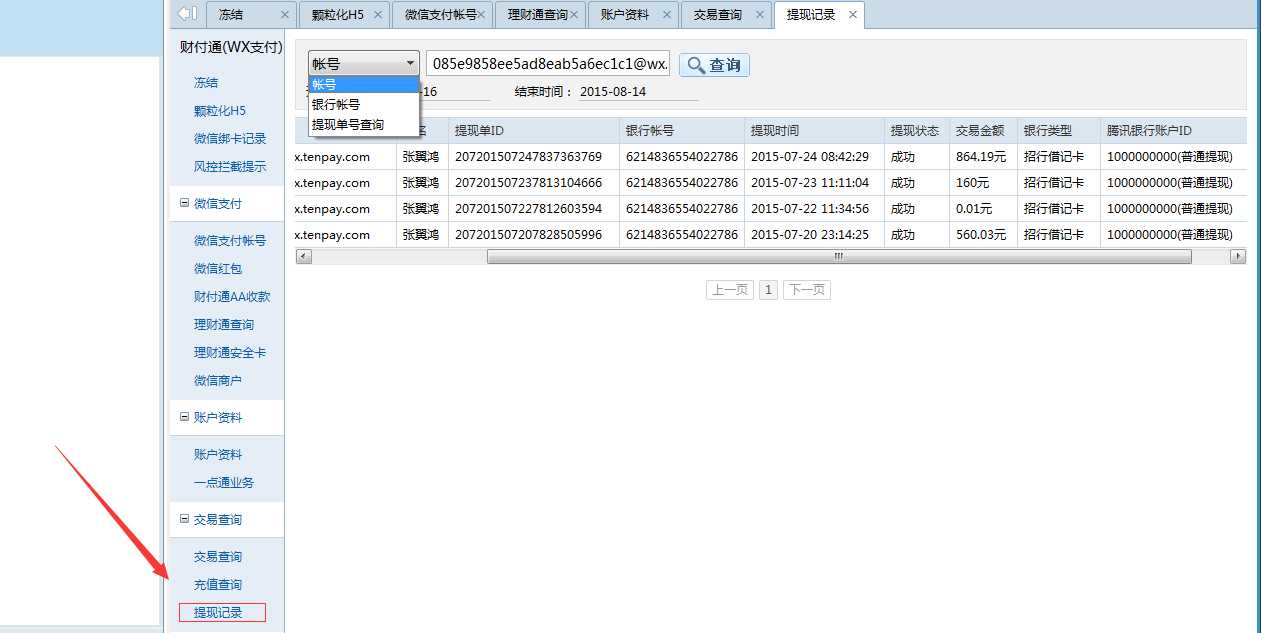 冻结 颗粒化H5 微信支付帐号 理财通查询 账户资料 交易查询 提现记录
财付通(WX支付)
冻结
颗粒化H5
微信绑卡记录
风控拦截提示
微信支付
微信支付帐号
微信红包
财付通AA收款
理财通查询
理财通安全卡
微信商户
账户资料
账户资料
一点通业务
交易查询
交易查询
充值查询
提现记录
帐号 085e9858ee5ad8eab5a6ec1c1@wx. 查询
帐号
银行帐号
提现单号查询
-16 结束时间： 2015-08-14
提现单ID 银行帐号 提现时间 提现状态 交易金额 银行类型 腾讯银行账户ID
x.tenpay.com 张翼鸿 207201507247837363769 6214836554022786 2015-07-24 08:42:29 成功 864.19元 招行借记卡 1000000000(普通提现)
x.tenpay.com 张翼鸿 207201507237813104666 6214836554022786 2015-07-23 11:11:04 成功 160元 招行借记卡 1000000000(普通提现)
x.tenpay.com 张翼鸿 207201507227812603594 6214836554022786 2015-07-22 11:34:56 成功 0.01元 招行借记卡 1000000000(普通提现)
x.tenpay.com 张翼鸿 207201507207828505996 6214836554022786 2015-07-20 23:14:25 成功 560.03元 招行借记卡 1000000000(普通提现)
上一页 1 下一页